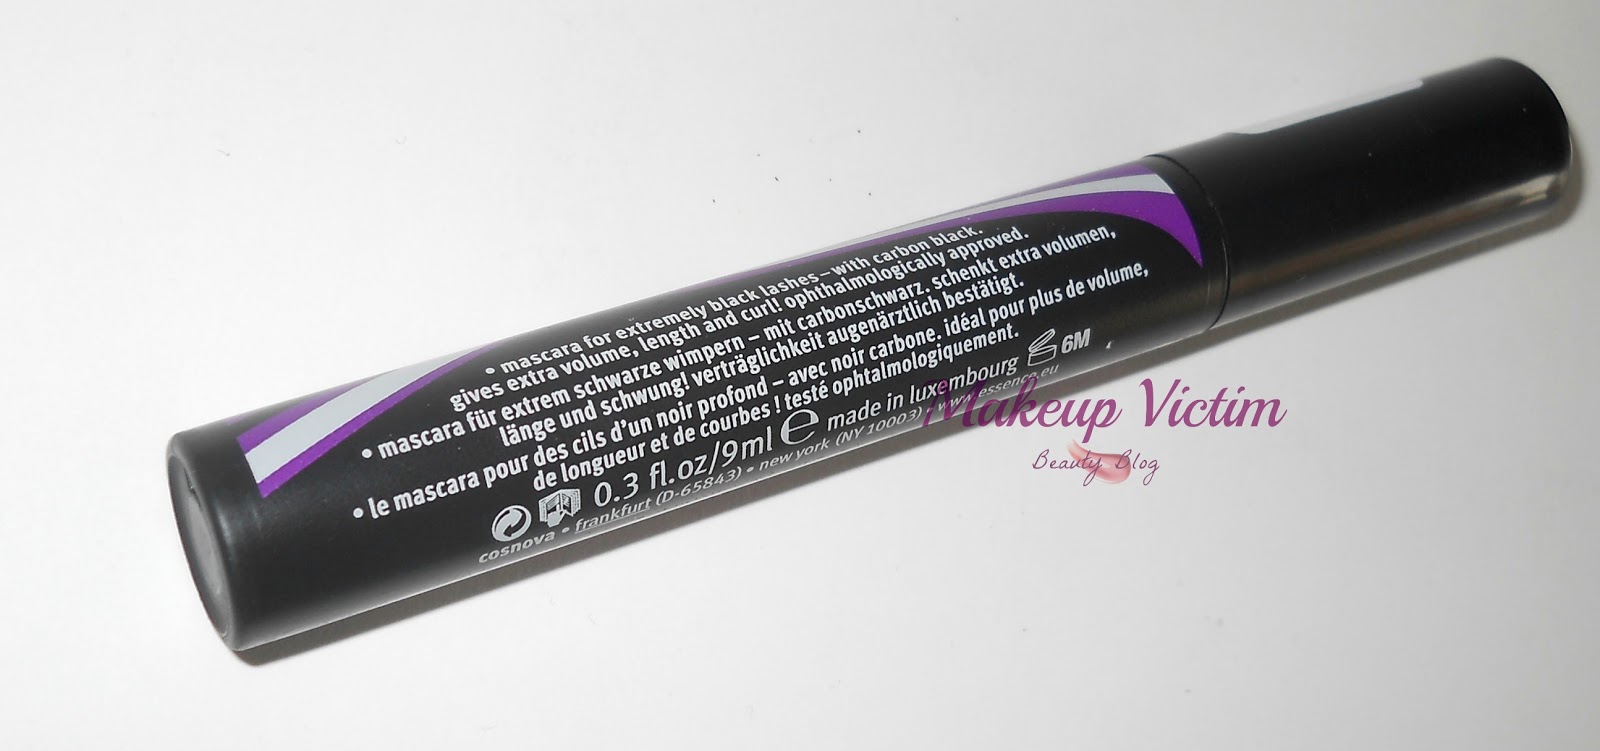 • mascara for extremely black lashes – with carbon black.
gives extra volume, length and curl! ophthalmologically approved.
• mascara für extrem schwarze wimpern – mit carbonschwarz. schenkt extra volumen,
länge und schwung! verträglichkeit augenärztlich bestätigt.
• le mascara pour des cils d'un noir profond – avec noir carbone. idéal pour plus de volume,
de longueur et de courbes ! testé ophtalmologiquement.
0.3 fl.oz/9ml ℮ made in luxembourg 6M
cosnova • frankfurt (D-65843) • new york (NY 10003) • www.essence.eu
Makeup Victim
Beauty Blog